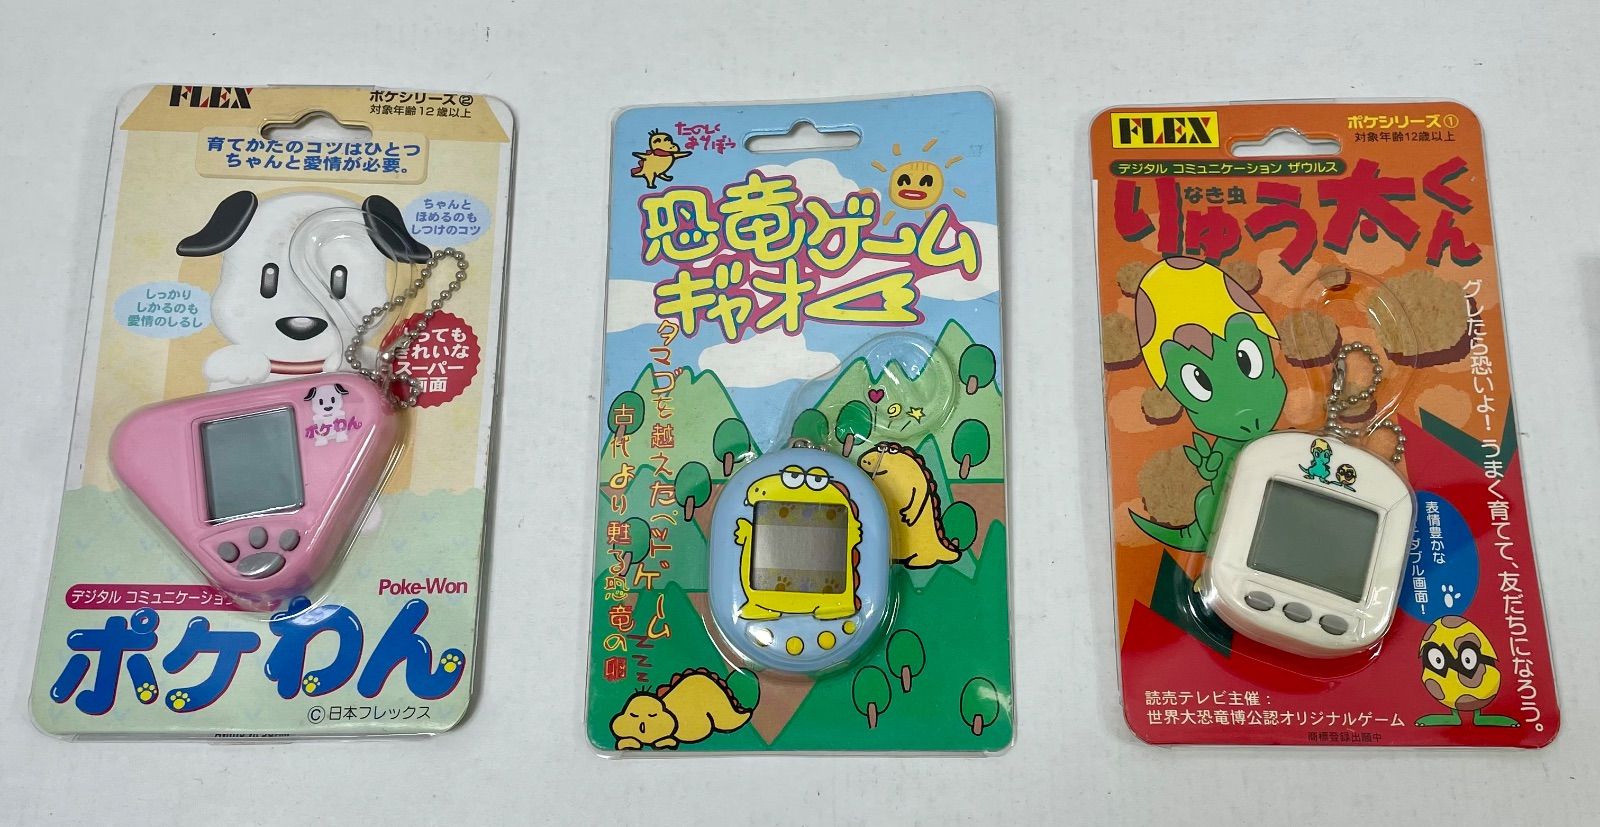 FLEX
ポケシリーズ②
対象年齢12歳以上
育てかたのコツはひとつ
ちゃんと愛情が必要。
ちゃんと
ほめるのも
しつけのコツ
しっかり
しかるのも
愛情のしるし
っても
きれいな
スーパー
画面
ポケわん
Poke-Won
デジタル コミュニケーション
ポケわん
©日本フレックス
たのしく
あそぼう
恐竜ゲーム
ギャオー
タマゴを越えたペットゲーム
古代より甦る恐竜の卵
ZZZ
FLEX
ポケシリーズ①
対象年齢12歳以上
デジタル コミュニケーション ザウルス
なき虫
りゅう太くん
グレたら恐いよ!うまく育てて、友だちになろう。
表情豊かな
ダブル画面!
読売テレビ主催:
世界大恐竜博公認オリジナルゲーム
商標登録出願中